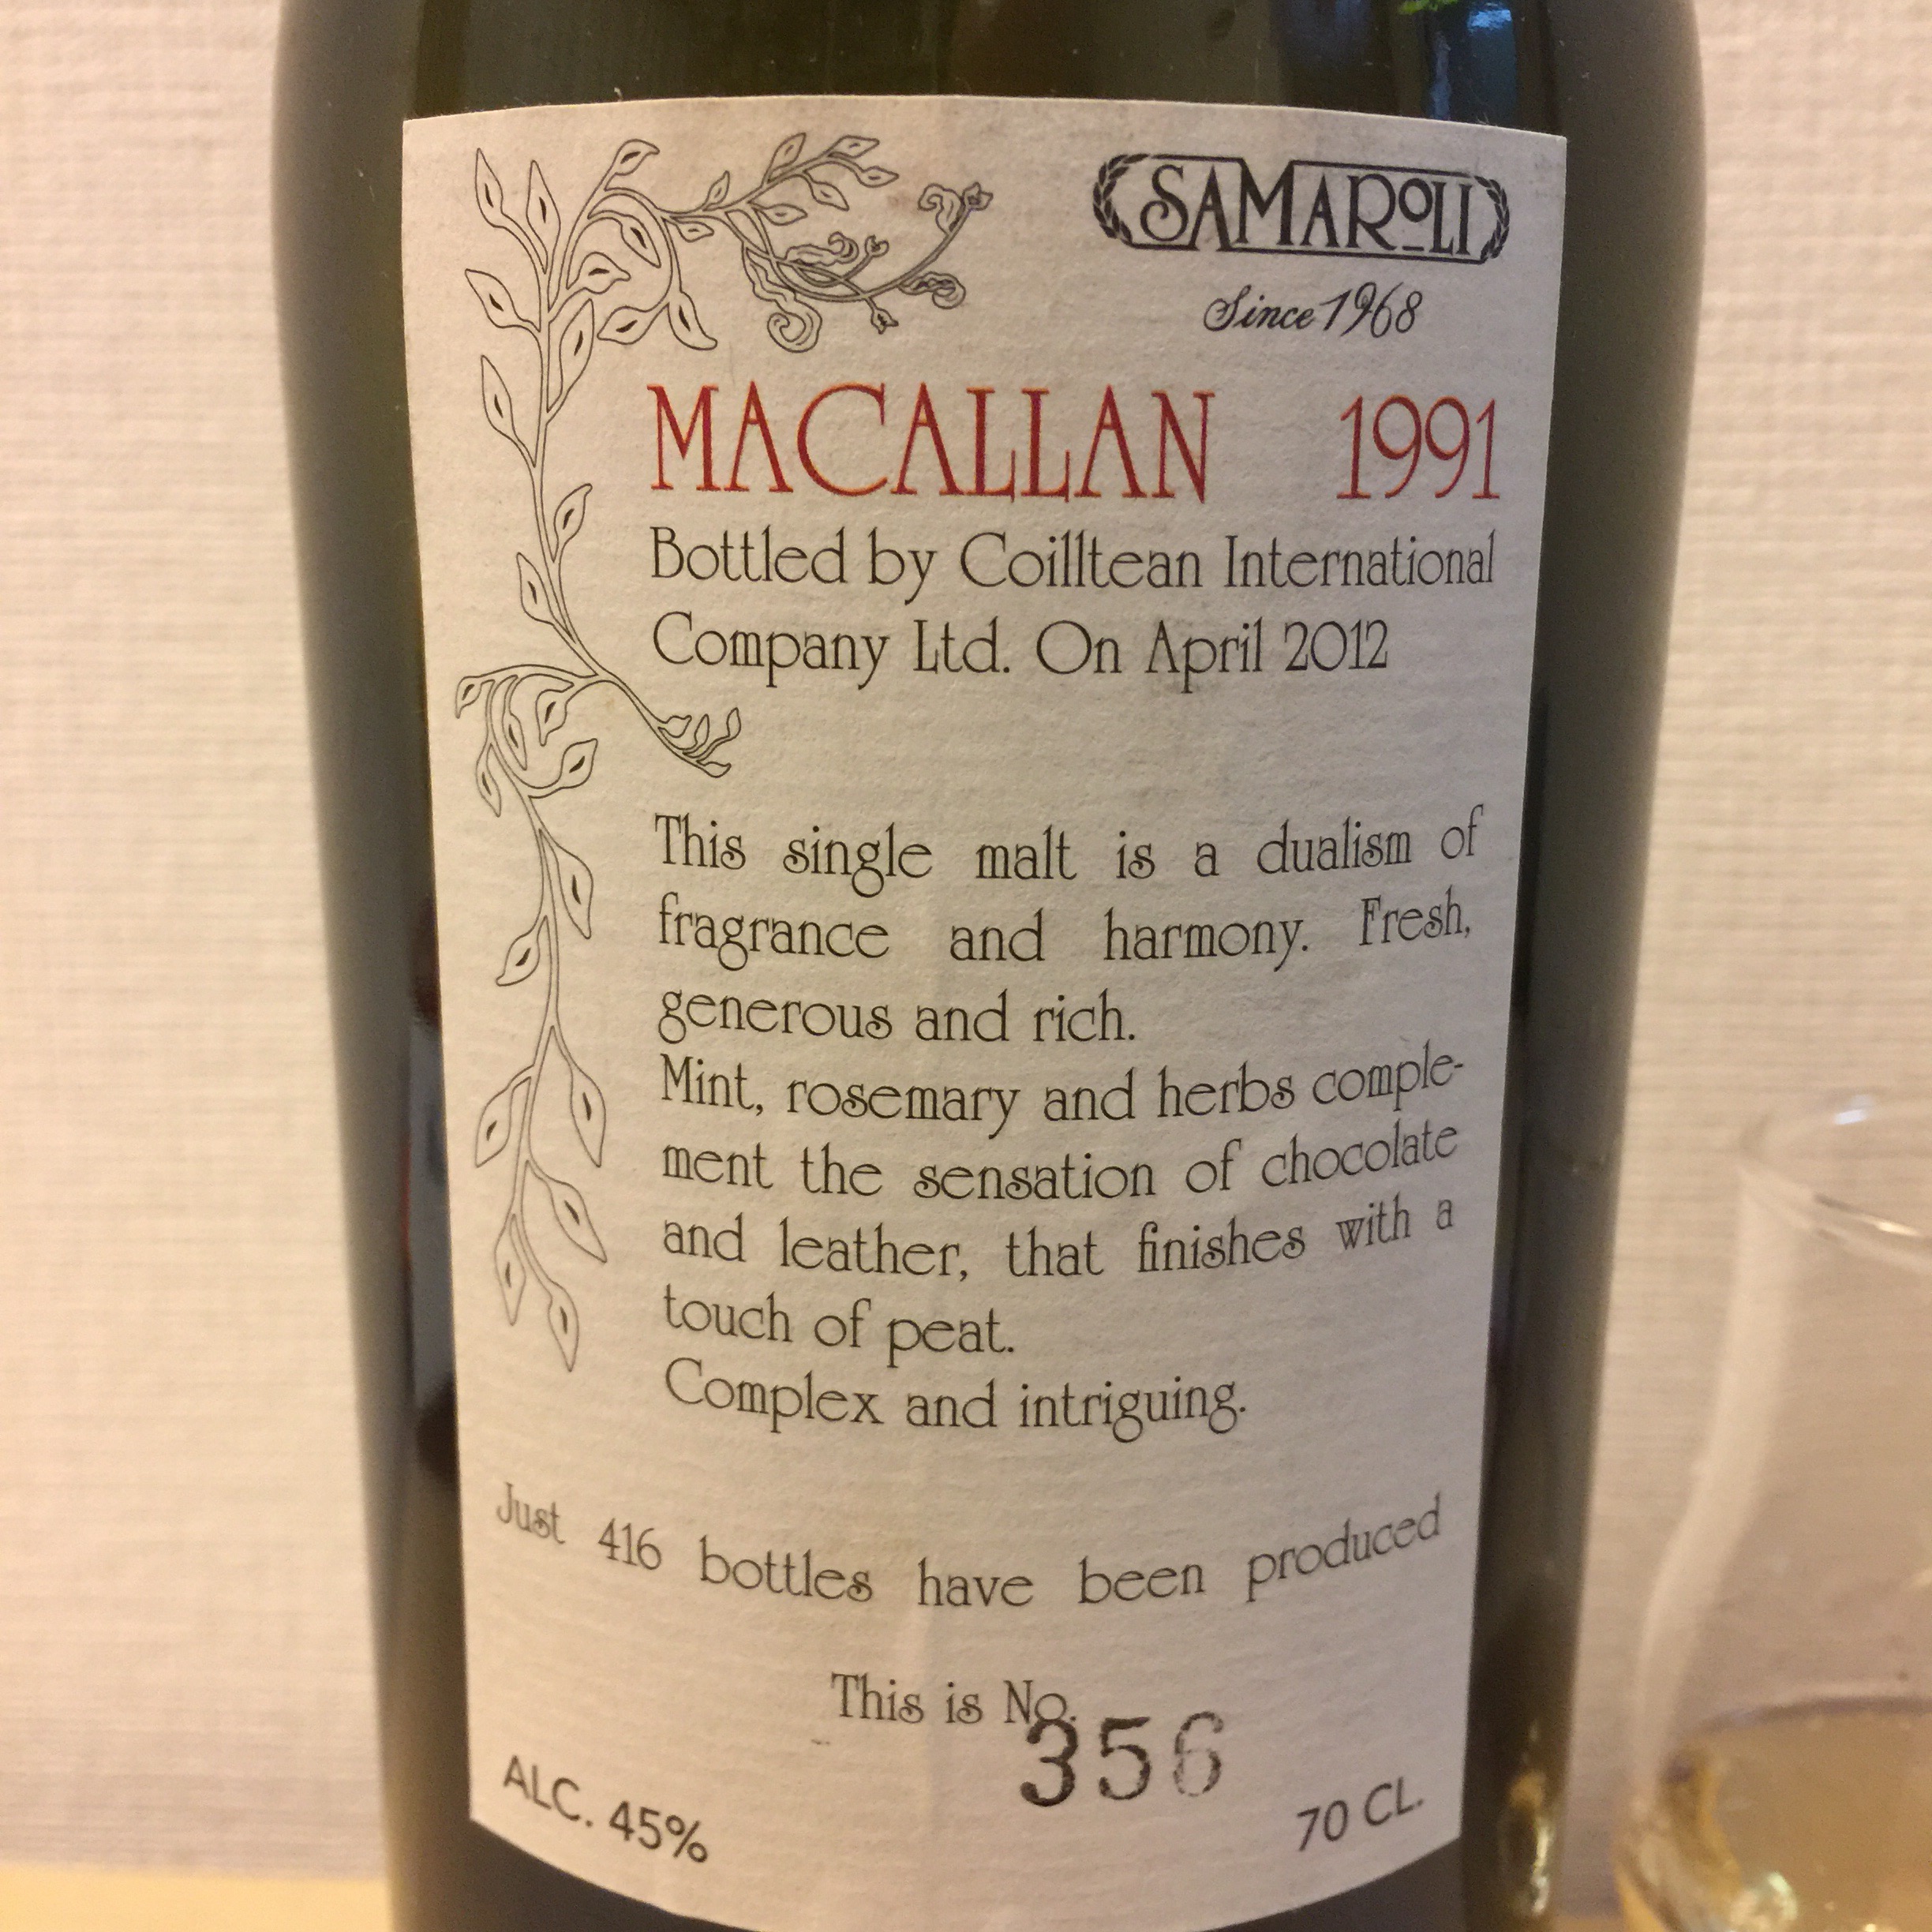 SAMAROLI
Since 1968
MACALLAN 1991
Bottled by Coilltean International
Company Ltd. On April 2012
This single malt is a dualism of
fragrance and harmony. Fresh,
generous and rich.
Mint, rosemary and herbs comple-
ment the sensation of chocolate
and leather, that finishes with a
touch of peat.
Complex and intriguing.
Just 416 bottles have been produced
This is No.
356
ALC. 45% 70 CL.